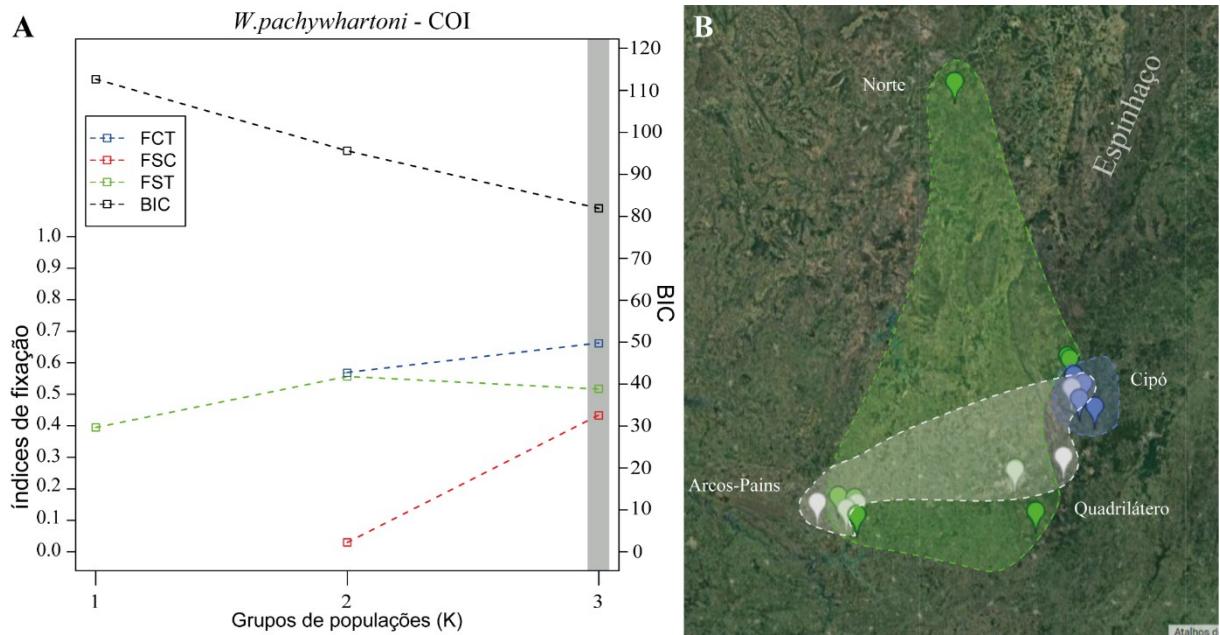 A
W.pachywhartoni - COI
B
120
110
100
90
80
70
60
50
40
30
20
10
0
BIC
FCT
FSC
FST
BIC
1.0
0.9
0.8
0.7
0.6
0.5
0.4
0.3
0.2
0.1
0.0
índices de fixação
1
2
3
Grupos de populações (K)
Norte
Espinhaço
Cipó
Arcos-Pains
Quadrilátero
Atalhos d